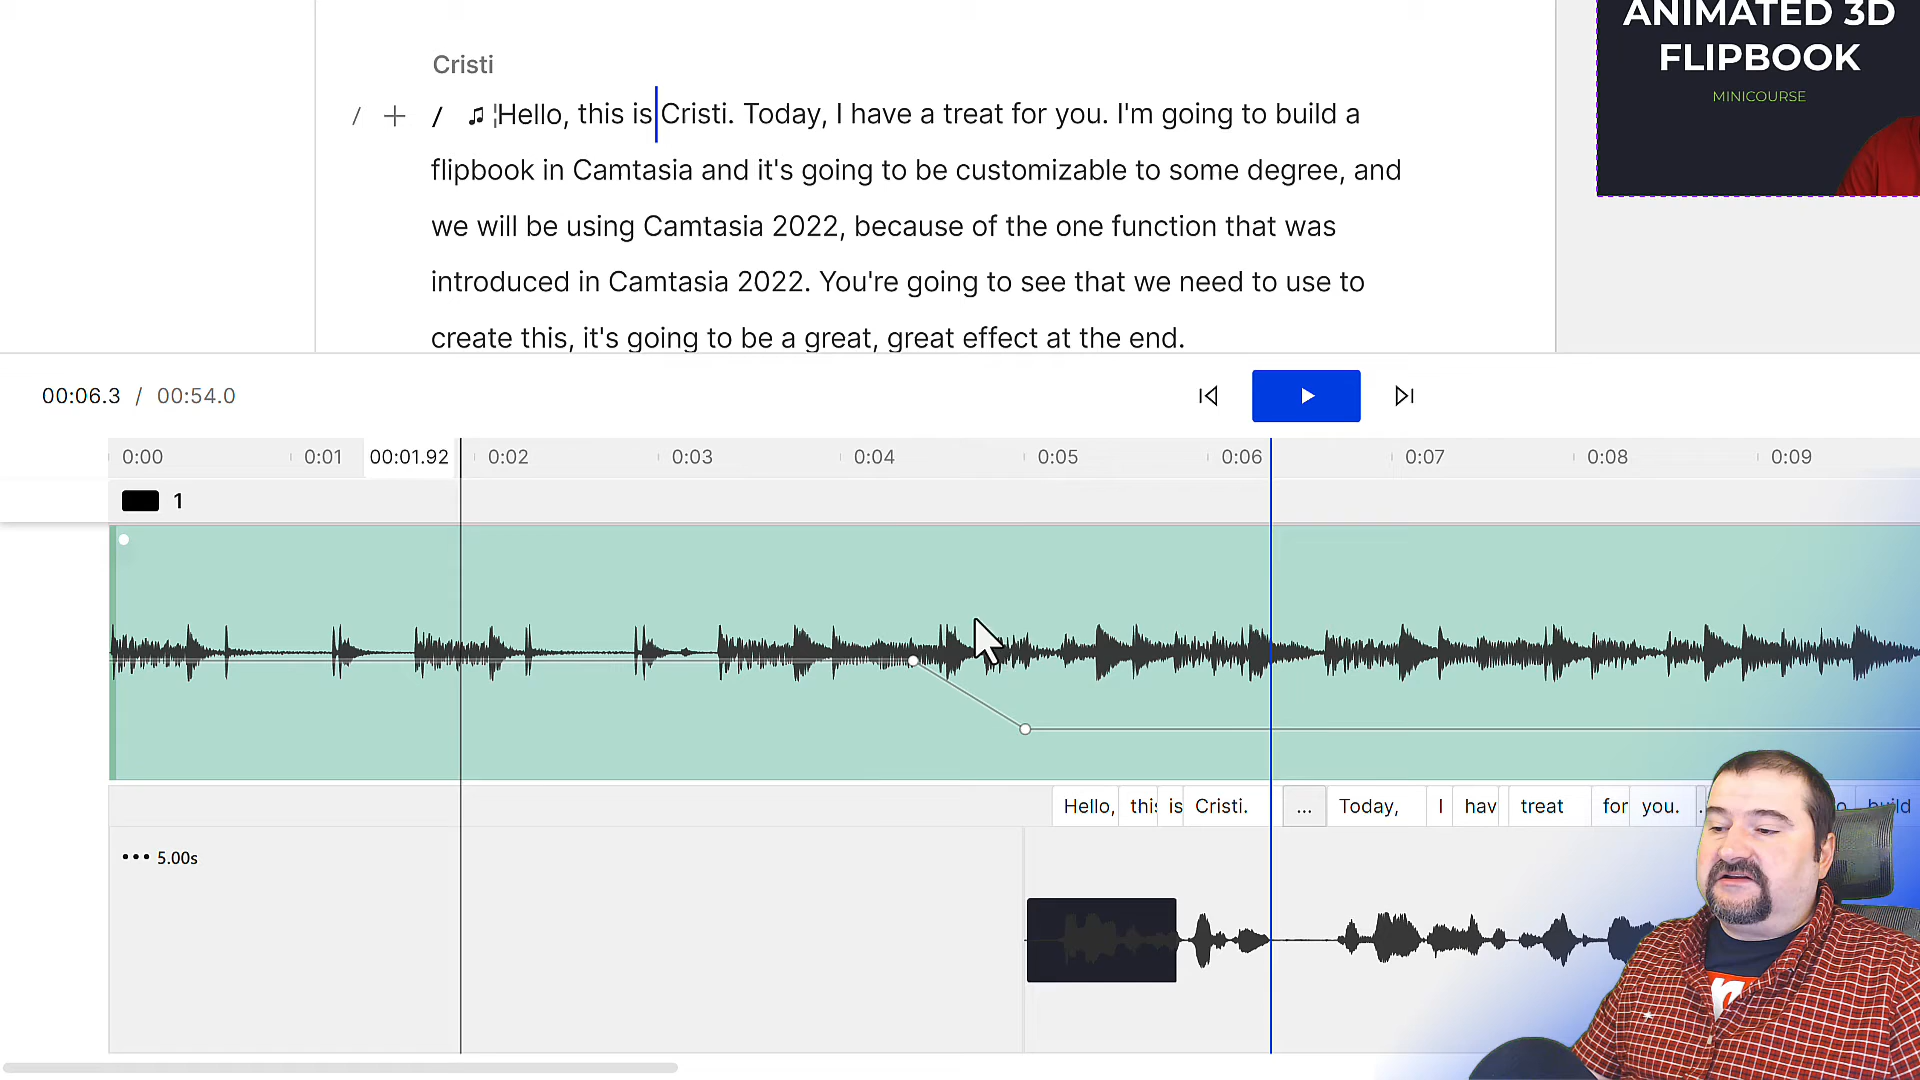 ANIMATED 3D
FLIPBOOK
MINICOURSE
Cristi
/ + / ♫ ¦Hello, this is Cristi. Today, I have a treat for you. I'm going to build a
flipbook in Camtasia and it's going to be customizable to some degree, and
we will be using Camtasia 2022, because of the one function that was
introduced in Camtasia 2022. You're going to see that we need to use to
create this, it's going to be a great, great effect at the end.
00:06.3 / 00:54.0
0:00 0:01 00:01.92 0:02 0:03 0:04 0:05 0:06 0:07 0:08 0:09
1
Hello, this is Cristi. ... Today, I hav treat for you. build
••• 5.00s